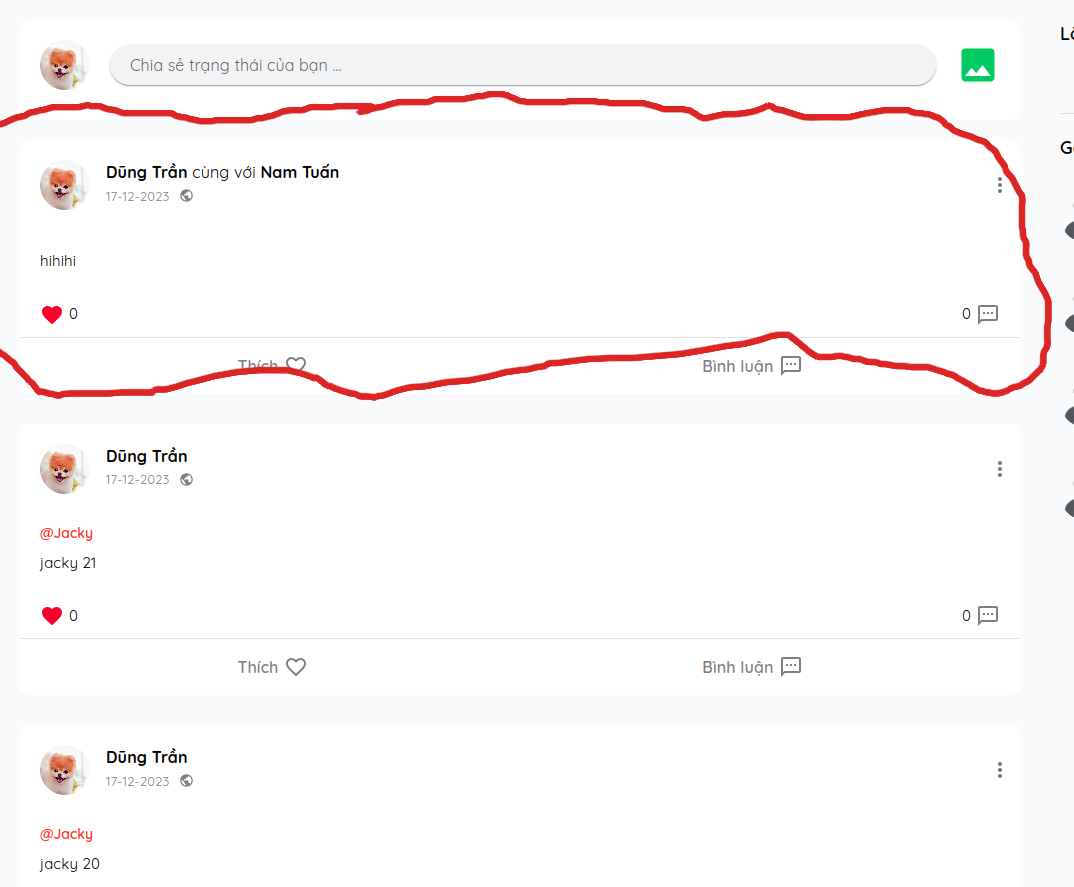 Chia sẻ trạng thái của bạn ...
Dũng Trần cùng với Nam Tuấn
17-12-2023
hihihi
0 0
Thích Bình luận
Dũng Trần
17-12-2023
@Jacky
jacky 21
0 0
Thích Bình luận
Dũng Trần
17-12-2023
@Jacky
jacky 20